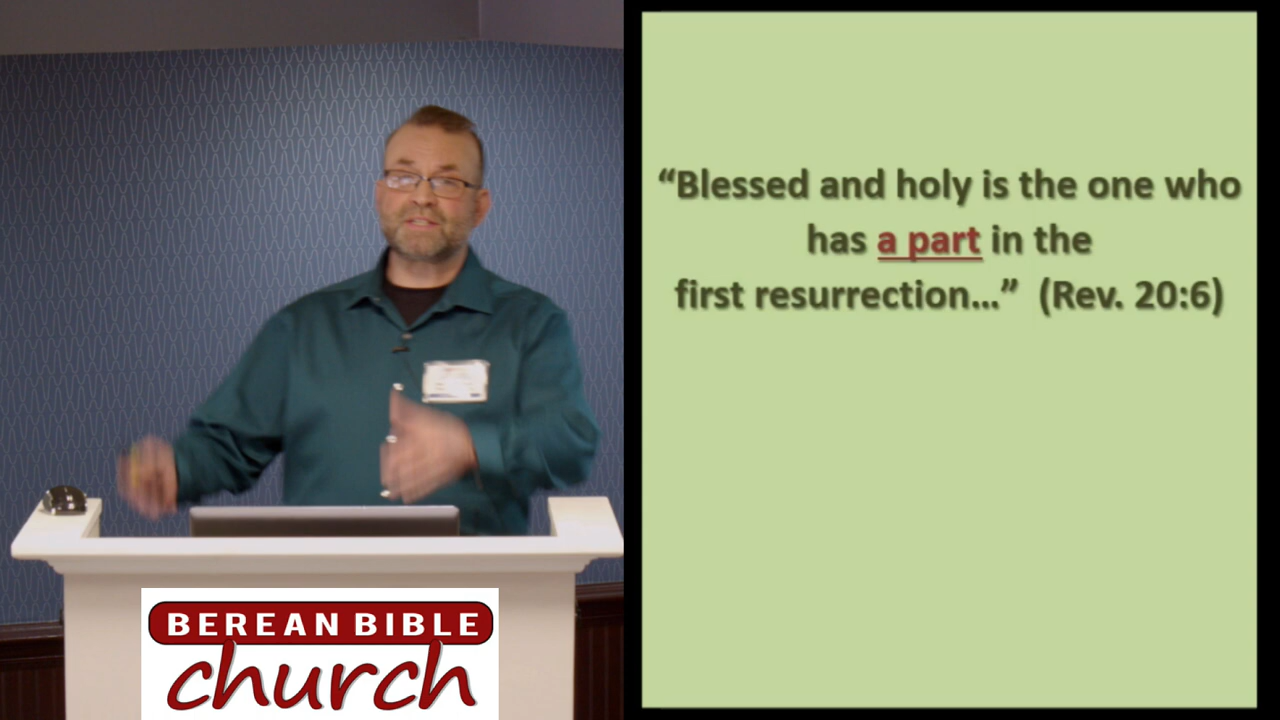 “Blessed and holy is the one who
has a part in the
first resurrection…” (Rev. 20:6)
BEREAN BIBLE
church